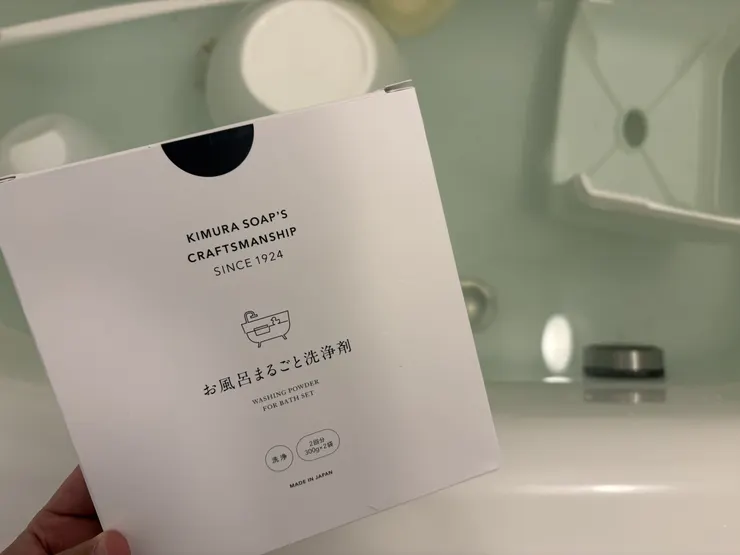 KIMURA SOAP'S
CRAFTSMANSHIP
SINCE 1924
お風呂まるごと洗浄剤
WASHING POWDER
FOR BATH SET
洗浄
2回分
300g×2袋
MADE IN JAPAN